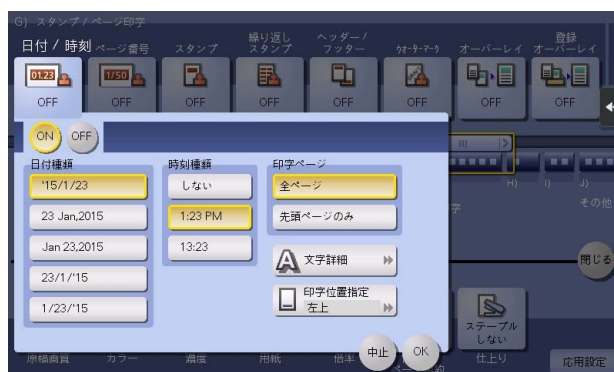 G) スタンプ / ページ印字
日付 / 時刻
ページ番号
スタンプ
繰り返し
スタンプ
ヘッダー /
フッター
ウォーターマーク
オーバーレイ
登録
オーバーレイ
01.23
1/50
OFF
OFF
OFF
OFF
OFF
OFF
OFF
OFF
ON
OFF
日付種類
'15/1/23
23 Jan,2015
Jan 23,2015
23/1/'15
1/23/'15
時刻種類
しない
1:23 PM
13:23
印字ページ
全ページ
先頭ページのみ
A 文字詳細
印字位置指定
左上
中止
OK
H)
I)
J)
字
その他
閉じる
ステープル
しない
原稿画質
カラー
濃度
用紙
倍率
仕上り
応用設定